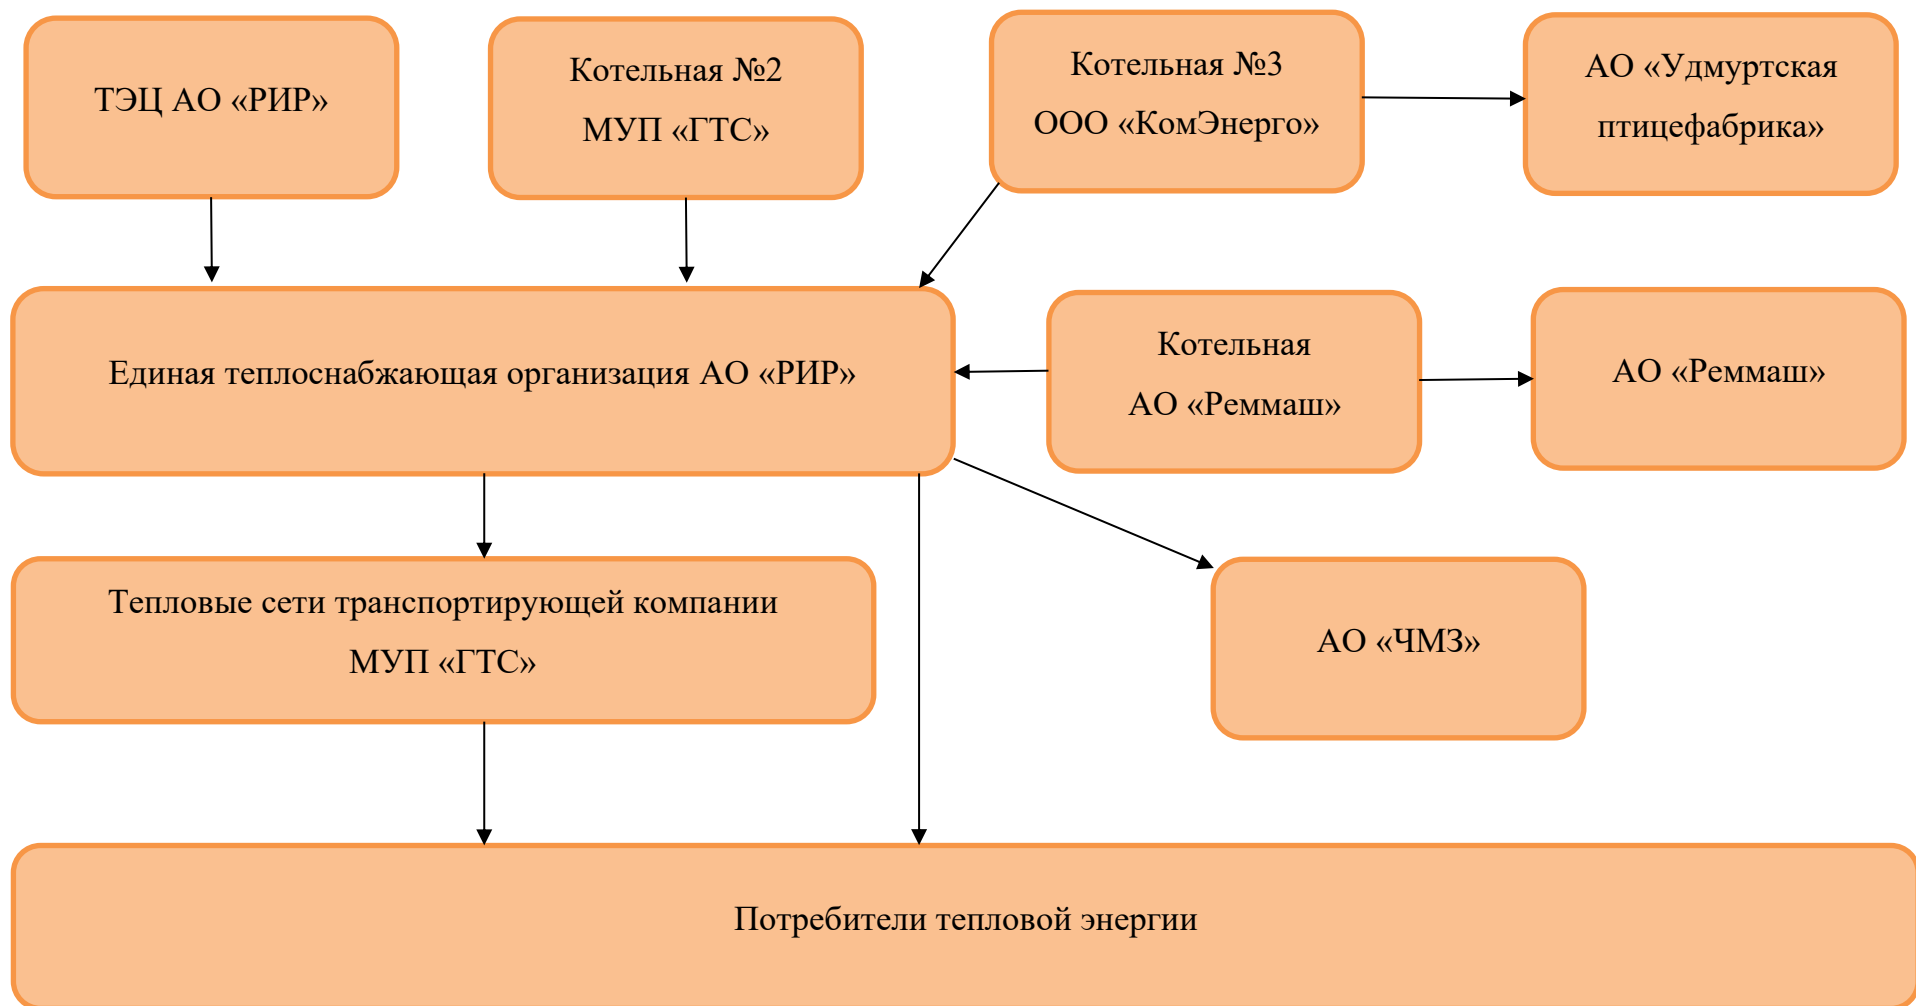 ТЭЦ АО «РИР»
Котельная №2
МУП «ГТС»
Котельная №3
ООО «КомЭнерго»
АО «Удмуртская
птицефабрика»
Единая теплоснабжающая организация АО «РИР»
Котельная
АО «Реммаш»
АО «Реммаш»
Тепловые сети транспортирующей компании
МУП «ГТС»
АО «ЧМЗ»
Потребители тепловой энергии